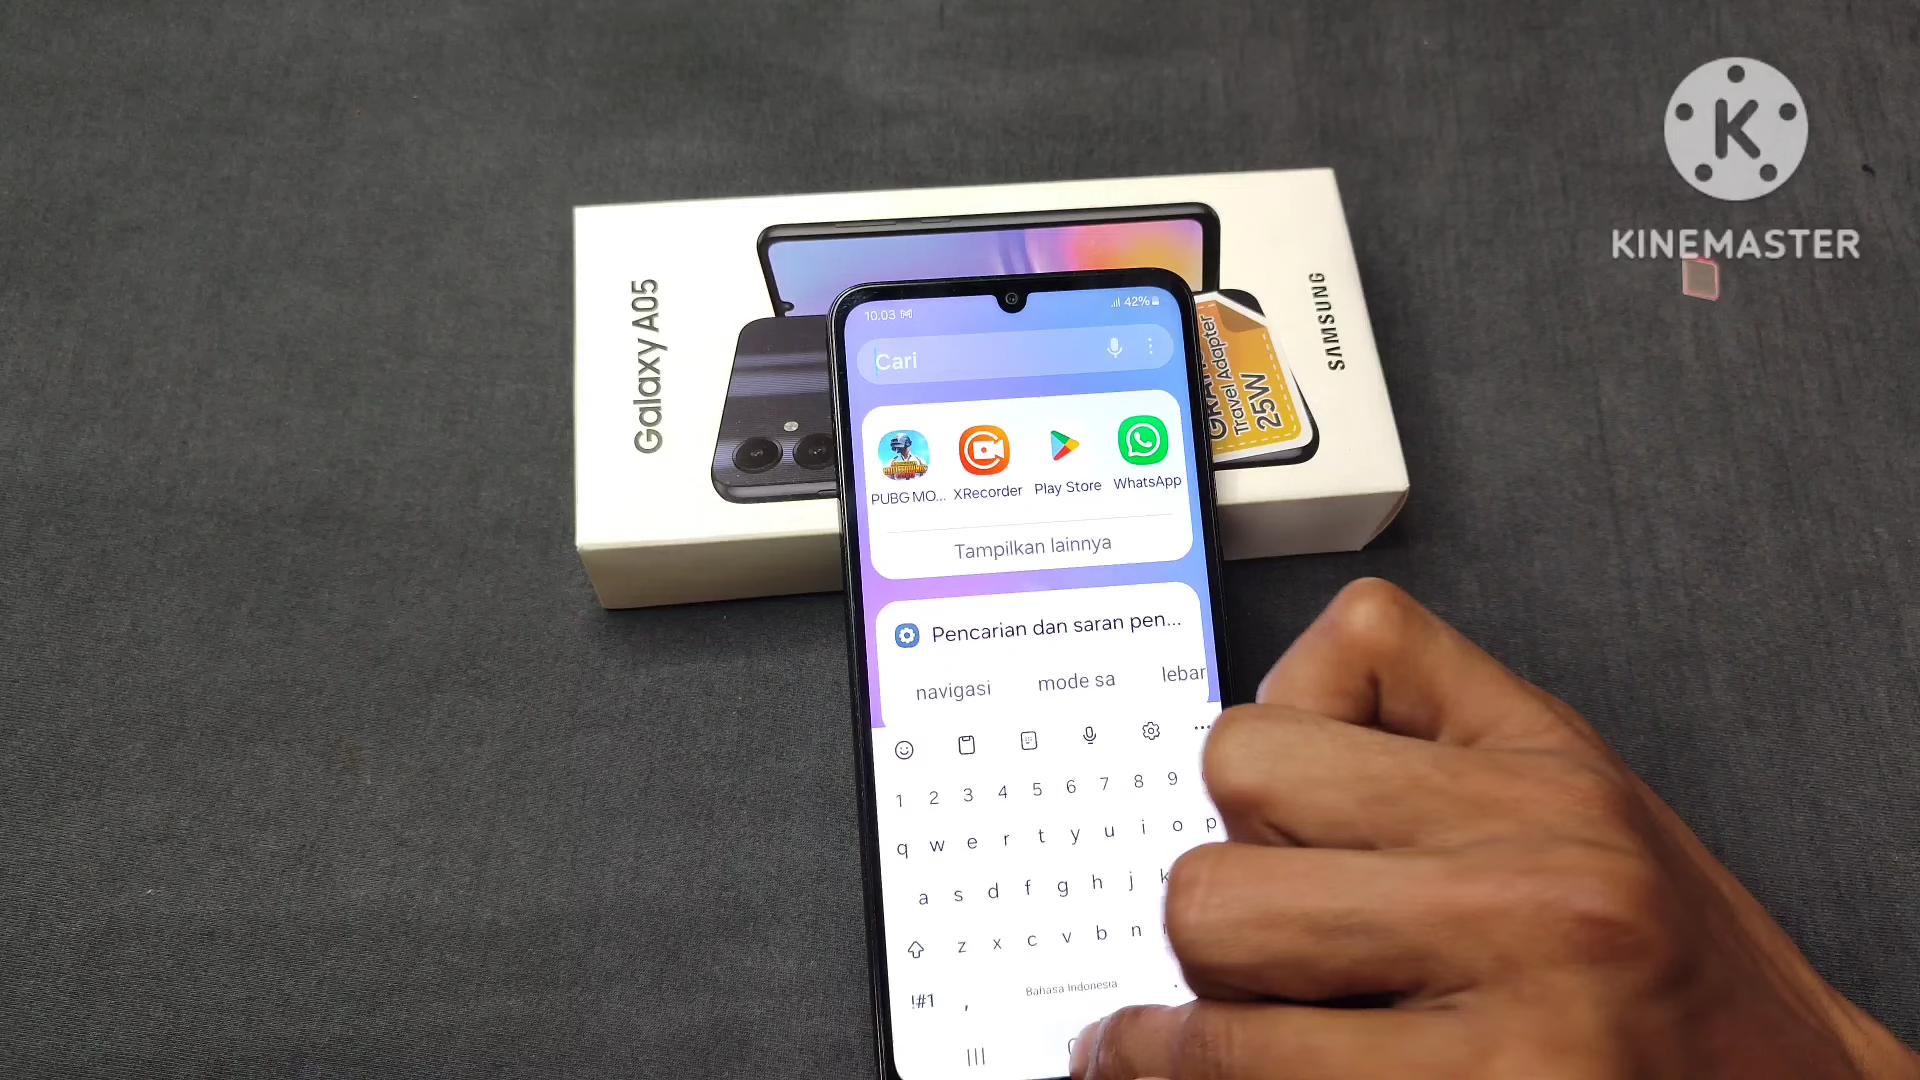 KINEMASTER
Galaxy A05
SAMSUNG
Travel Adapter
25W
10.03
42%
Cari
PUBG MO...
XRecorder
Play Store
WhatsApp
Tampilkan lainnya
Pencarian dan saran pen...
navigasi
mode sa
lebar
1 2 3 4 5 6 7 8 9
q w e r t y u i o p
a s d f g h j k
z x c v b n
!#1 , Bahasa Indonesia .